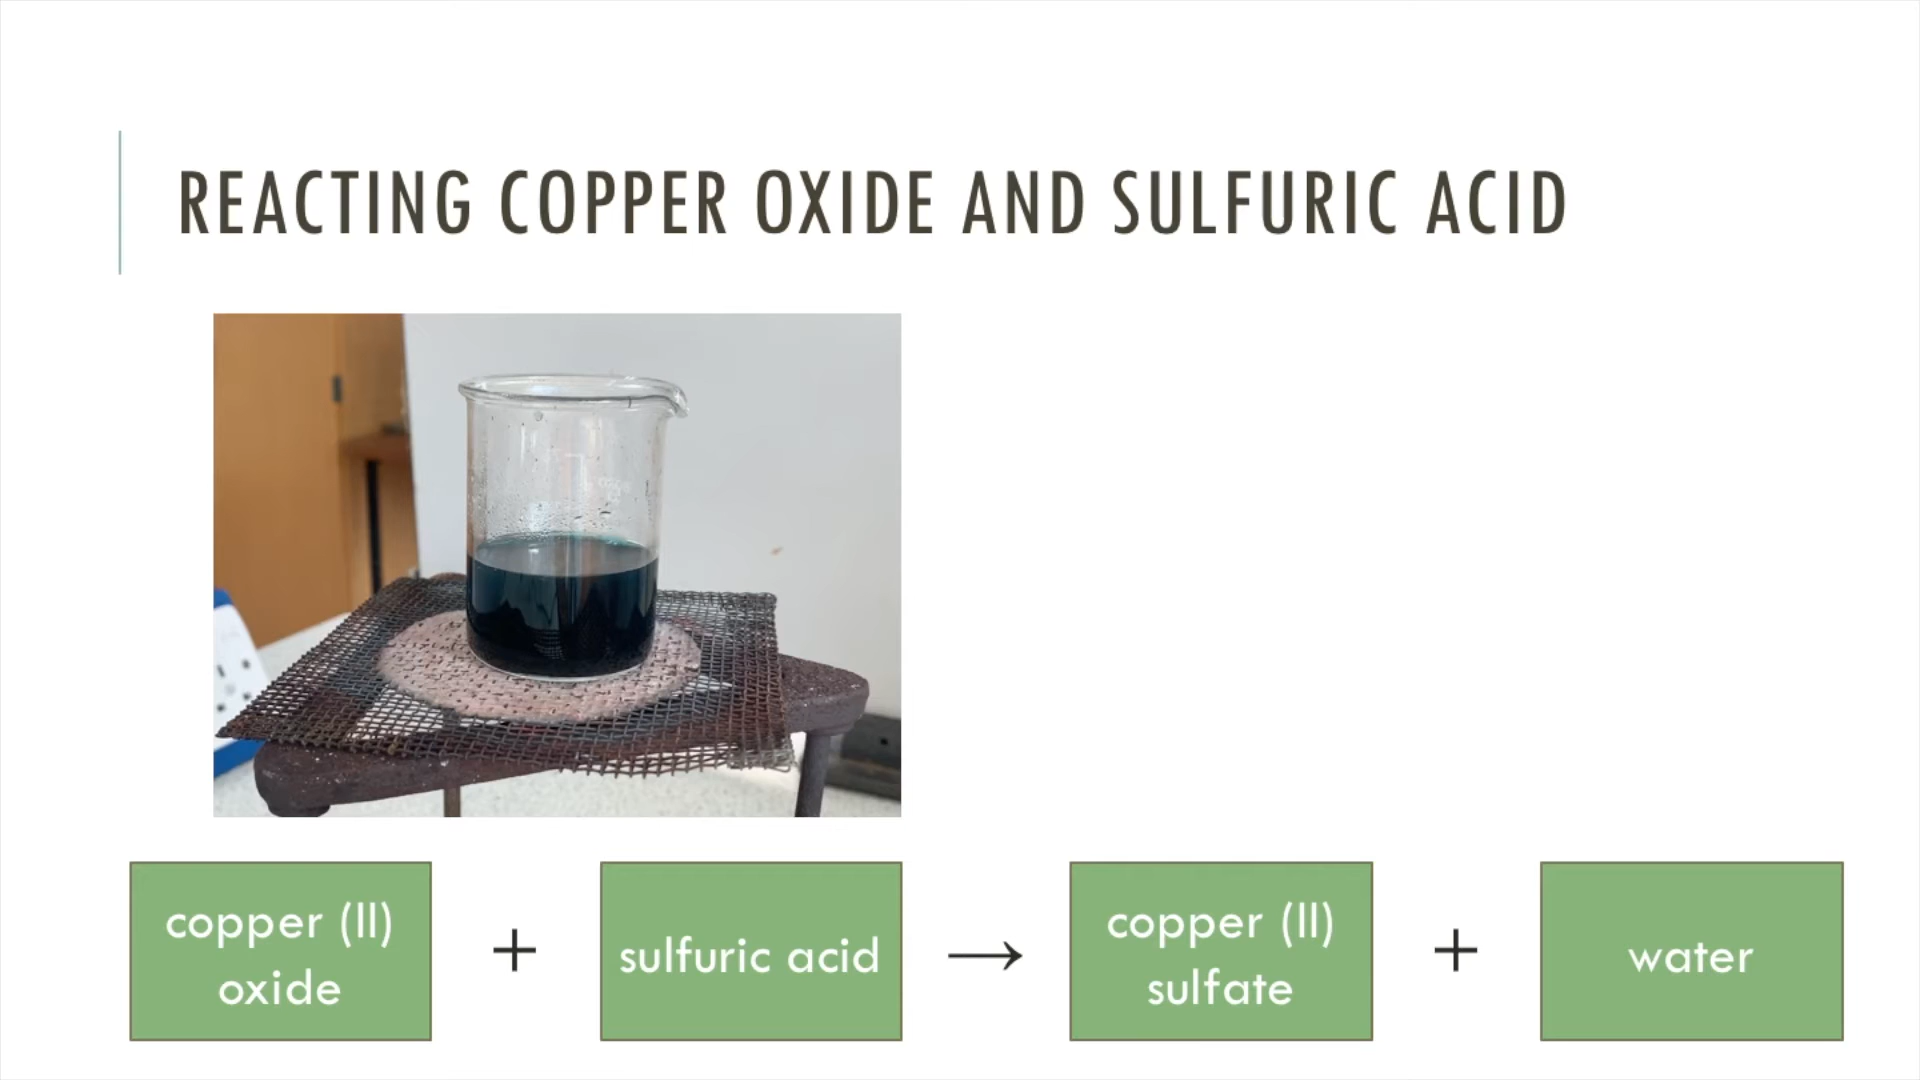 REACTING COPPER OXIDE AND SULFURIC ACID
copper (II)
oxide
+
sulfuric acid
→
copper (II)
sulfate
+
water